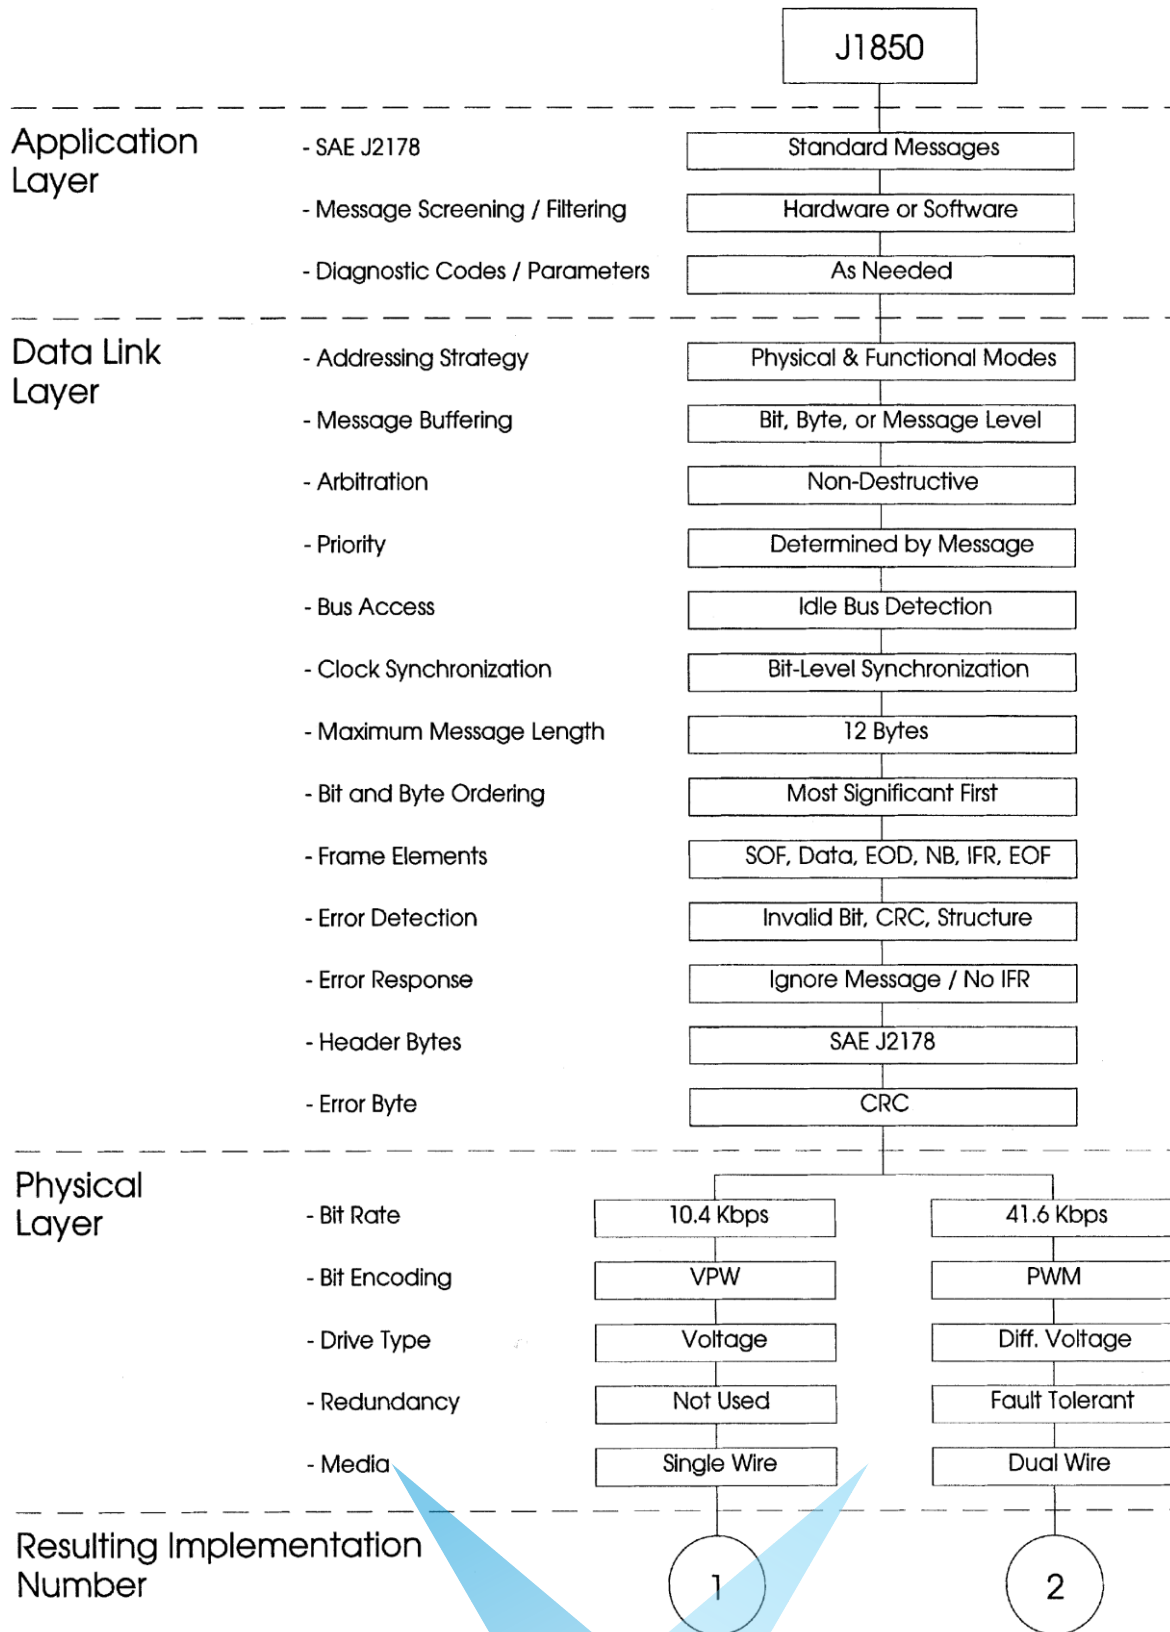 J1850
Application
Layer
- SAE J2178
Standard Messages
- Message Screening / Filtering
Hardware or Software
- Diagnostic Codes / Parameters
As Needed
Data Link
Layer
- Addressing Strategy
Physical & Functional Modes
- Message Buffering
Bit, Byte, or Message Level
- Arbitration
Non-Destructive
- Priority
Determined by Message
- Bus Access
Idle Bus Detection
- Clock Synchronization
Bit-Level Synchronization
- Maximum Message Length
12 Bytes
- Bit and Byte Ordering
Most Significant First
- Frame Elements
SOF, Data, EOD, NB, IFR, EOF
- Error Detection
Invalid Bit, CRC, Structure
- Error Response
Ignore Message / No IFR
- Header Bytes
SAE J2178
- Error Byte
CRC
Physical
Layer
- Bit Rate
10.4 Kbps
41.6 Kbps
- Bit Encoding
VPW
PWM
- Drive Type
Voltage
Diff. Voltage
- Redundancy
Not Used
Fault Tolerant
- Media
Single Wire
Dual Wire
Resulting Implementation
Number
1
2